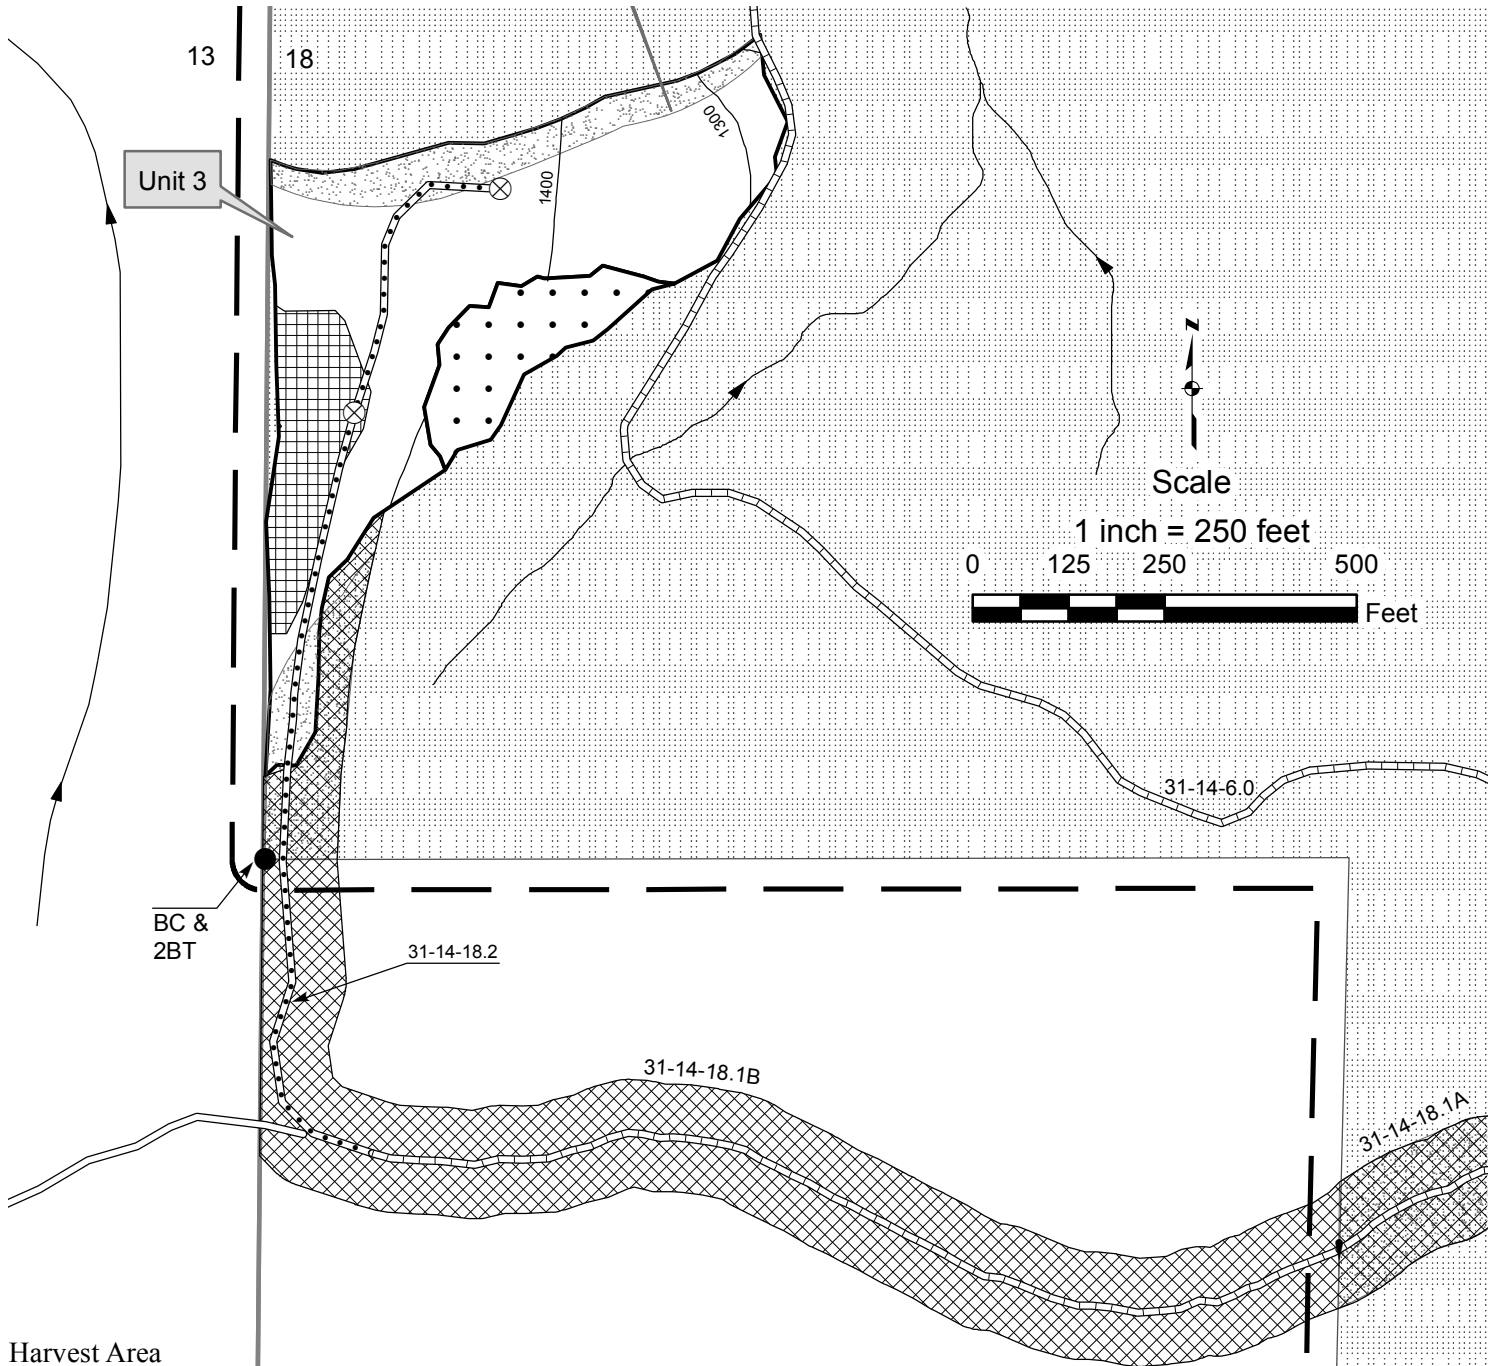 13
18
1300
Unit 3
1400
N
Scale
1 inch = 250 feet
0 125 250 500
Feet
31-14-6.0
BC &
2BT
31-14-18.2
31-14-18.1B
31-14-18.1A
Harvest Area